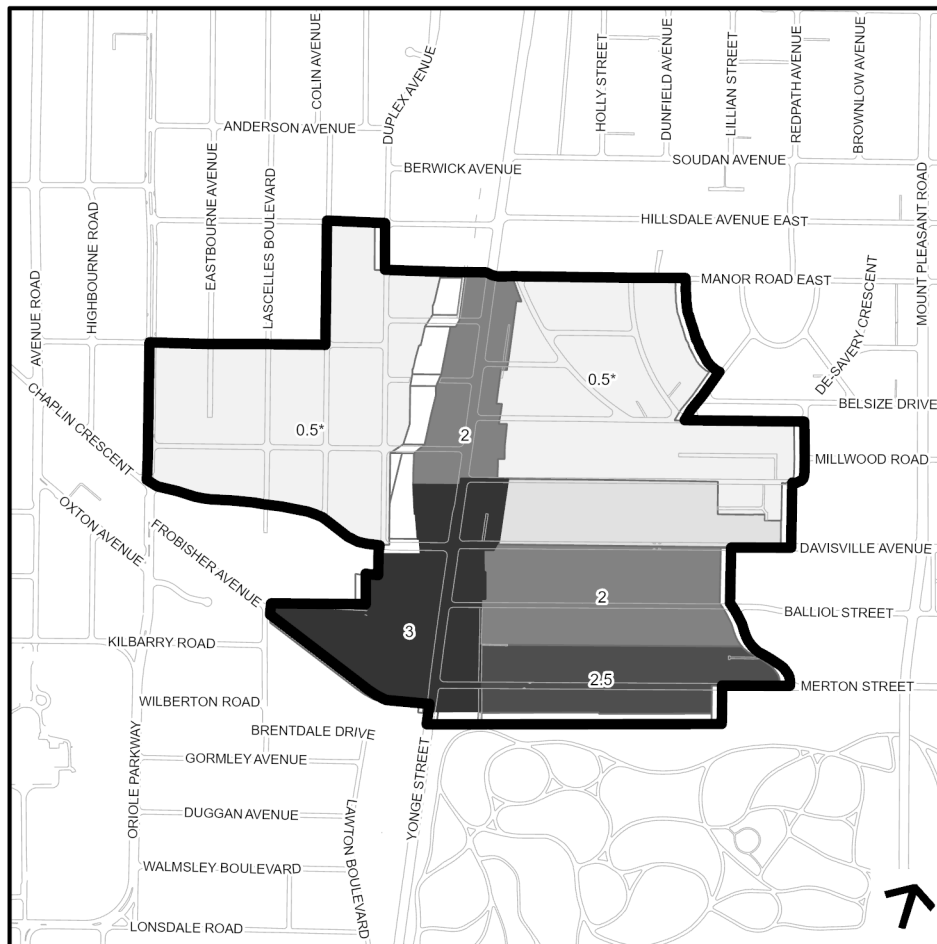 COLIN AVENUE
DUPLEX AVENUE
HOLLY STREET
DUNFIELD AVENUE
LILLIAN STREET
REDPATH AVENUE
BROWNLOW AVENUE
ANDERSON AVENUE
BERWICK AVENUE
SOUDAN AVENUE
HIGHBOURNE ROAD
EASTBOURNE AVENUE
LASCELLES BOULEVARD
HILLSDALE AVENUE EAST
MOUNT PLEASANT ROAD
AVENUE ROAD
MANOR ROAD EAST
DE-SAVERY CRESCENT
CHAPLIN CRESCENT
0.5*
0.5*
2
BELSIZE DRIVE
MILLWOOD ROAD
OXTON AVENUE
FROBISHER AVENUE
DAVISVILLE AVENUE
2
BALLIOL STREET
3
KILBARRY ROAD
2.5
MERTON STREET
WILBERTON ROAD
BRENTDALE DRIVE
GORMLEY AVENUE
ORIOLE PARKWAY
YONGE STREET
DUGGAN AVENUE
LAWTON BOULEVARD
WALMSLEY BOULEVARD
LONSDALE ROAD